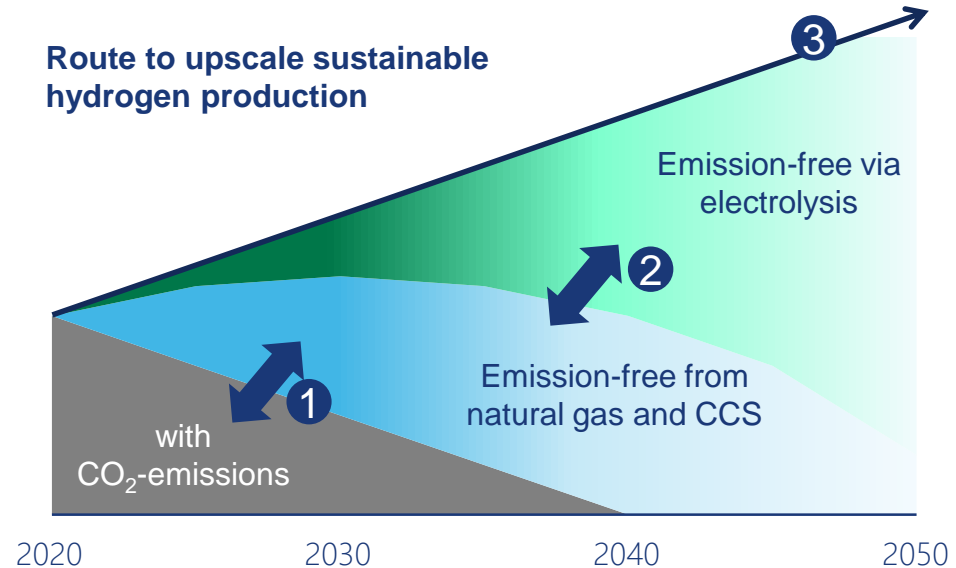 Route to upscale sustainable
hydrogen production
3
Emission-free via
electrolysis
2
Emission-free from
natural gas and CCS
1
with
CO₂-emissions
2020 2030 2040 2050